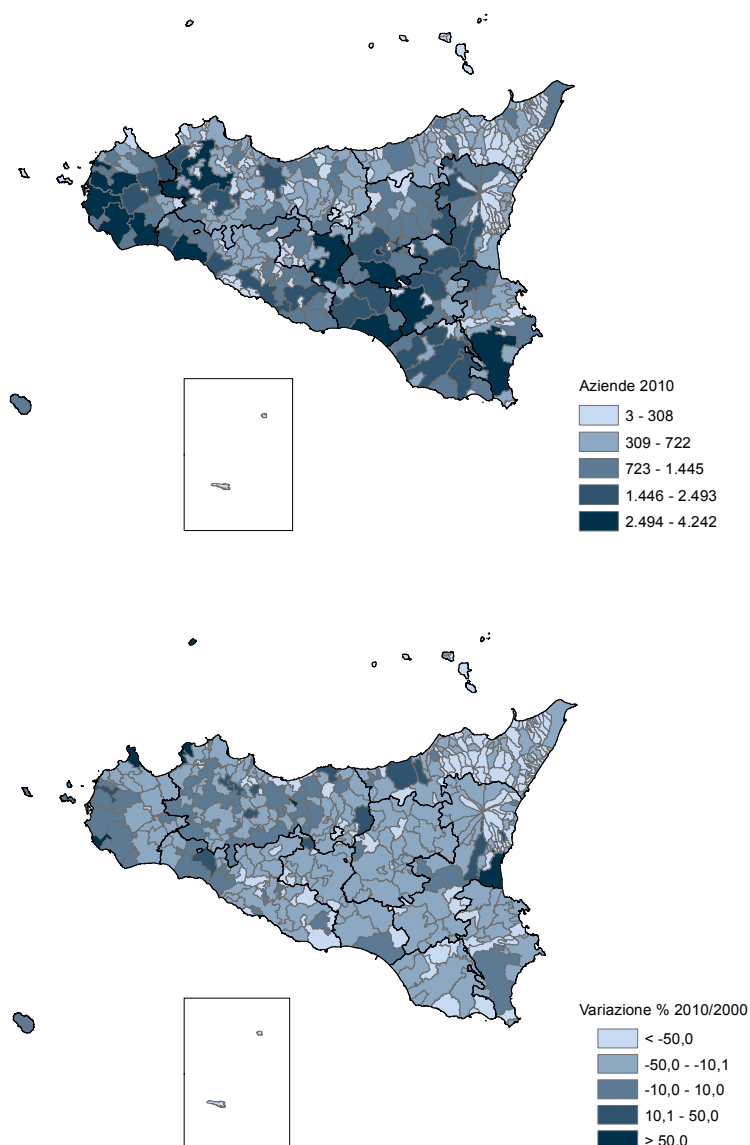 Aziende 2010
3 - 308
309 - 722
723 - 1.445
1.446 - 2.493
2.494 - 4.242
Variazione % 2010/2000
< -50,0
-50,0 - -10,1
-10,0 - 10,0
10,1 - 50,0
> 50,0